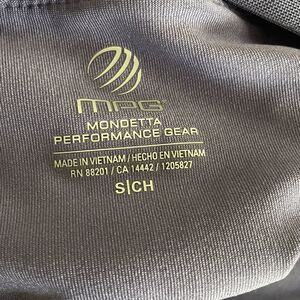 MPG
MONDETTA
PERFORMANCE GEAR
MADE IN VIETNAM / HECHO EN VIETNAM
RN 88201 / CA 14442 / 1205827
S|CH